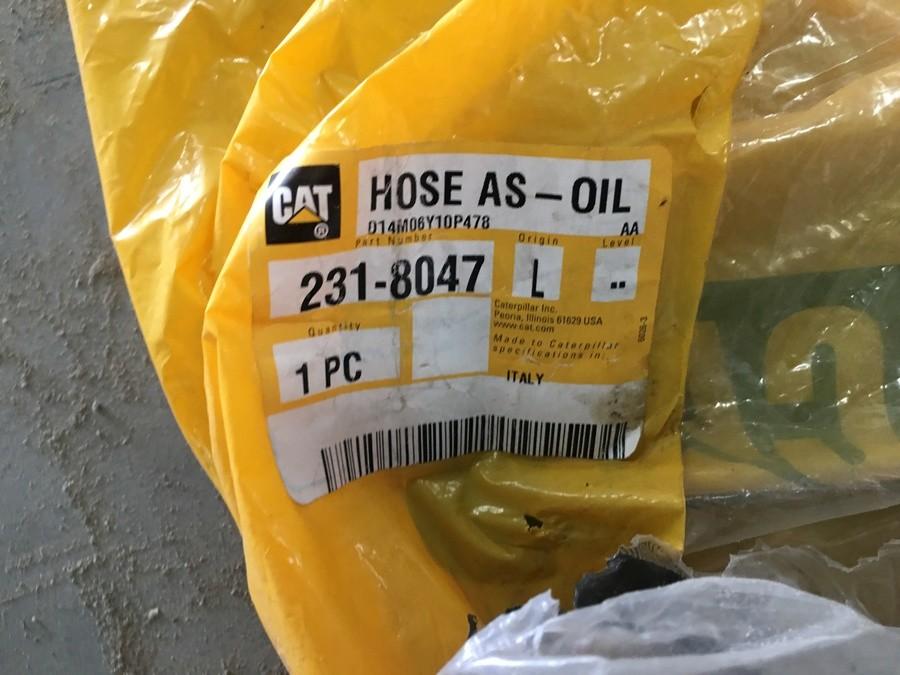 CAT®
HOSE AS – OIL
D14M06Y10P478 AA
Part Number Origin Level
231-8047 L --
Quantity
1 PC
Caterpillar Inc.
Peoria, Illinois 61629 USA
www.cat.com
Made to Caterpillar
specifications in:
ITALY